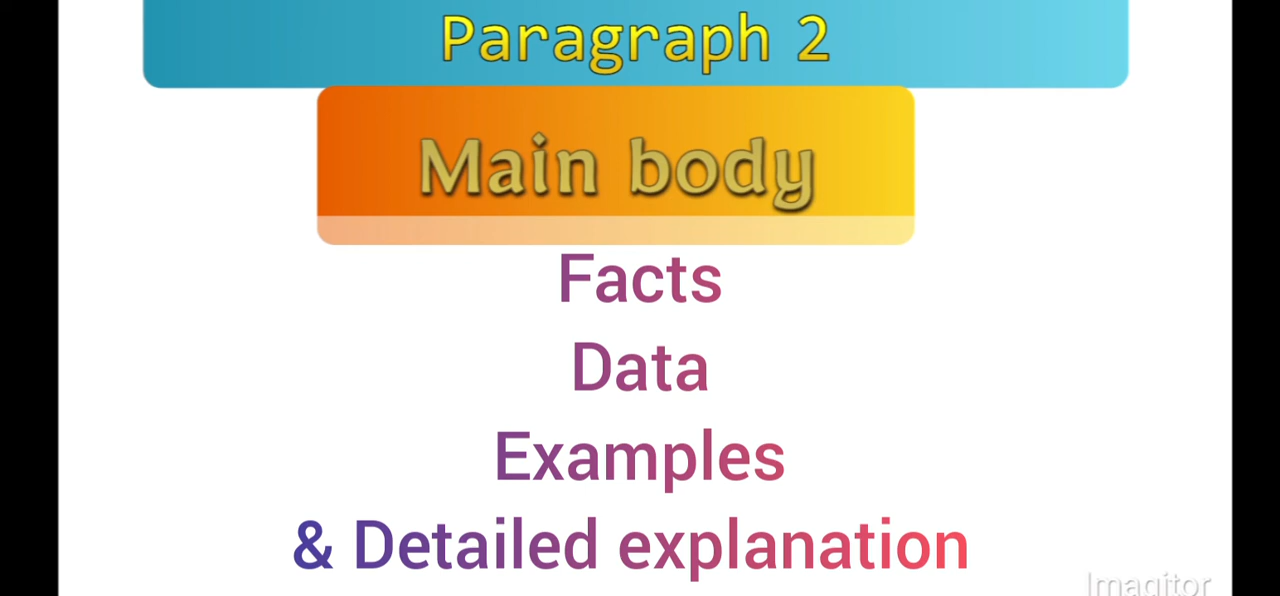 Paragraph 2
Main body
Facts
Data
Examples
& Detailed explanation
Imagitor